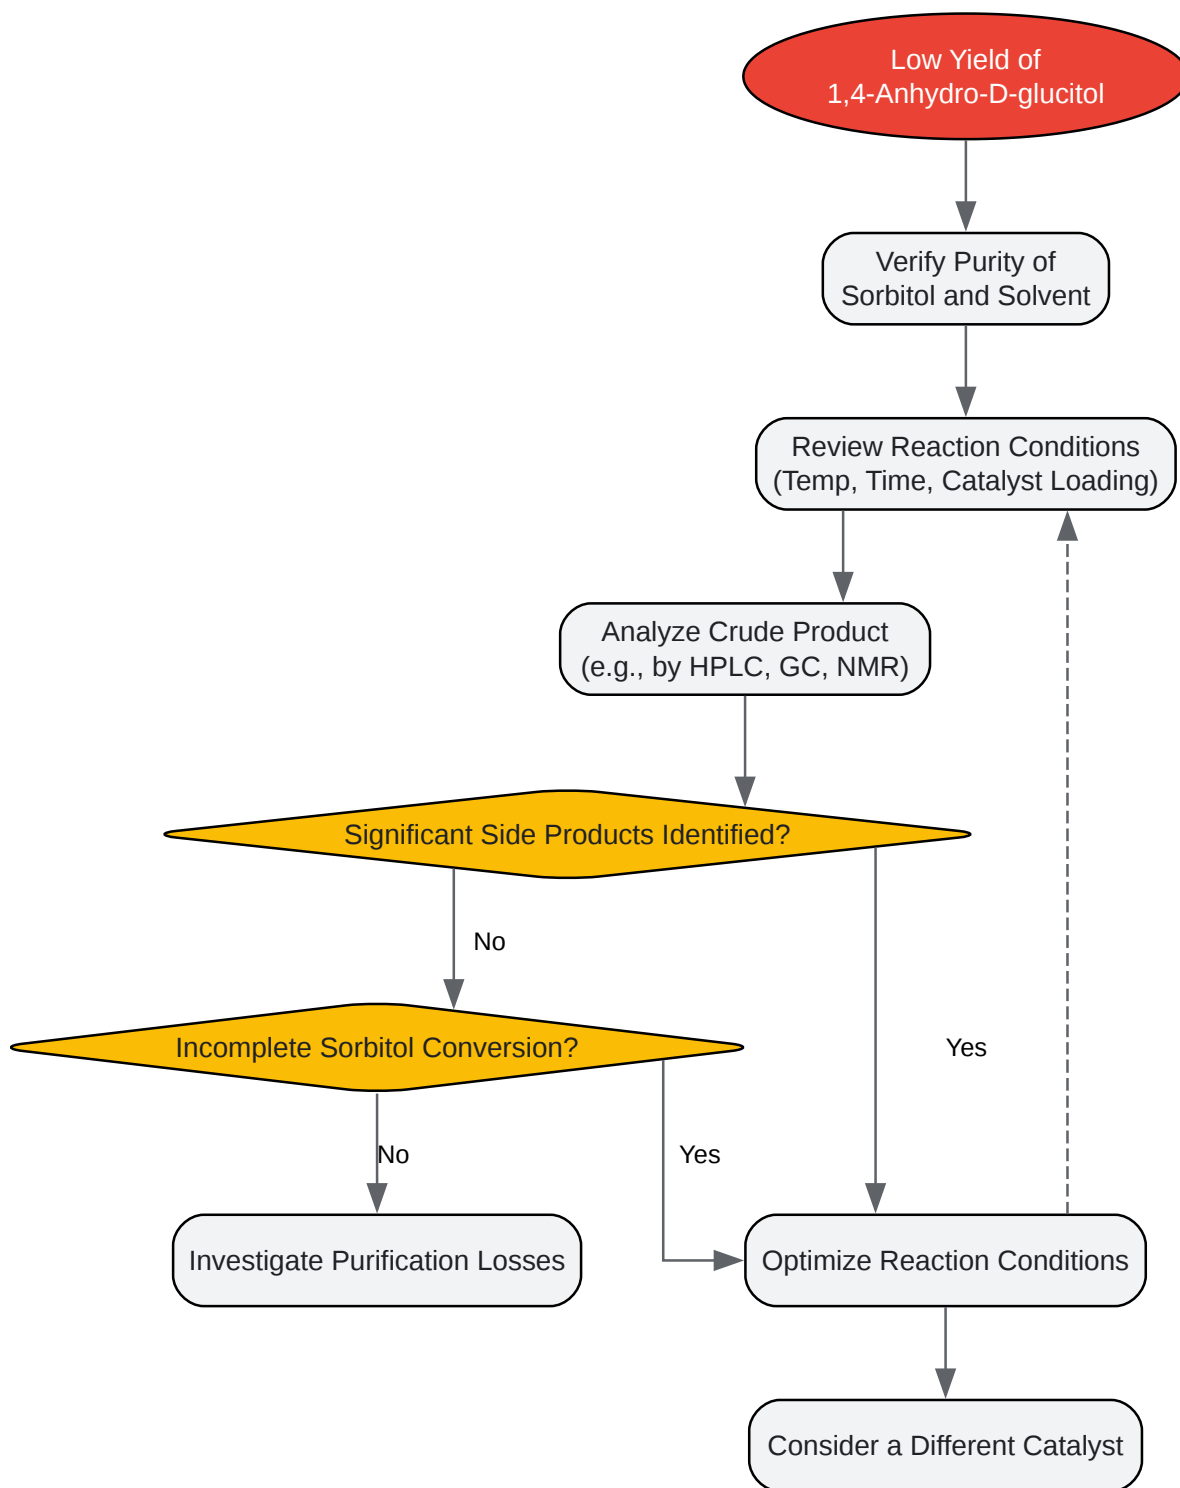 Low Yield of
1,4-Anhydro-D-glucitol
Verify Purity of
Sorbitol and Solvent
Review Reaction Conditions
(Temp, Time, Catalyst Loading)
Analyze Crude Product
(e.g., by HPLC, GC, NMR)
Significant Side Products Identified?
No
Yes
Incomplete Sorbitol Conversion?
No
Yes
Investigate Purification Losses
Optimize Reaction Conditions
Consider a Different Catalyst